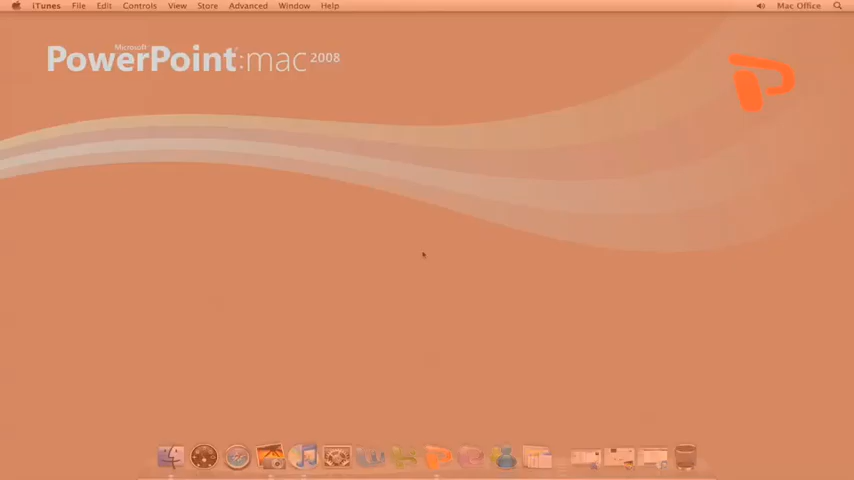 iTunes File Edit Controls View Store Advanced Window Help Mac Office
Microsoft
PowerPoint:mac 2008